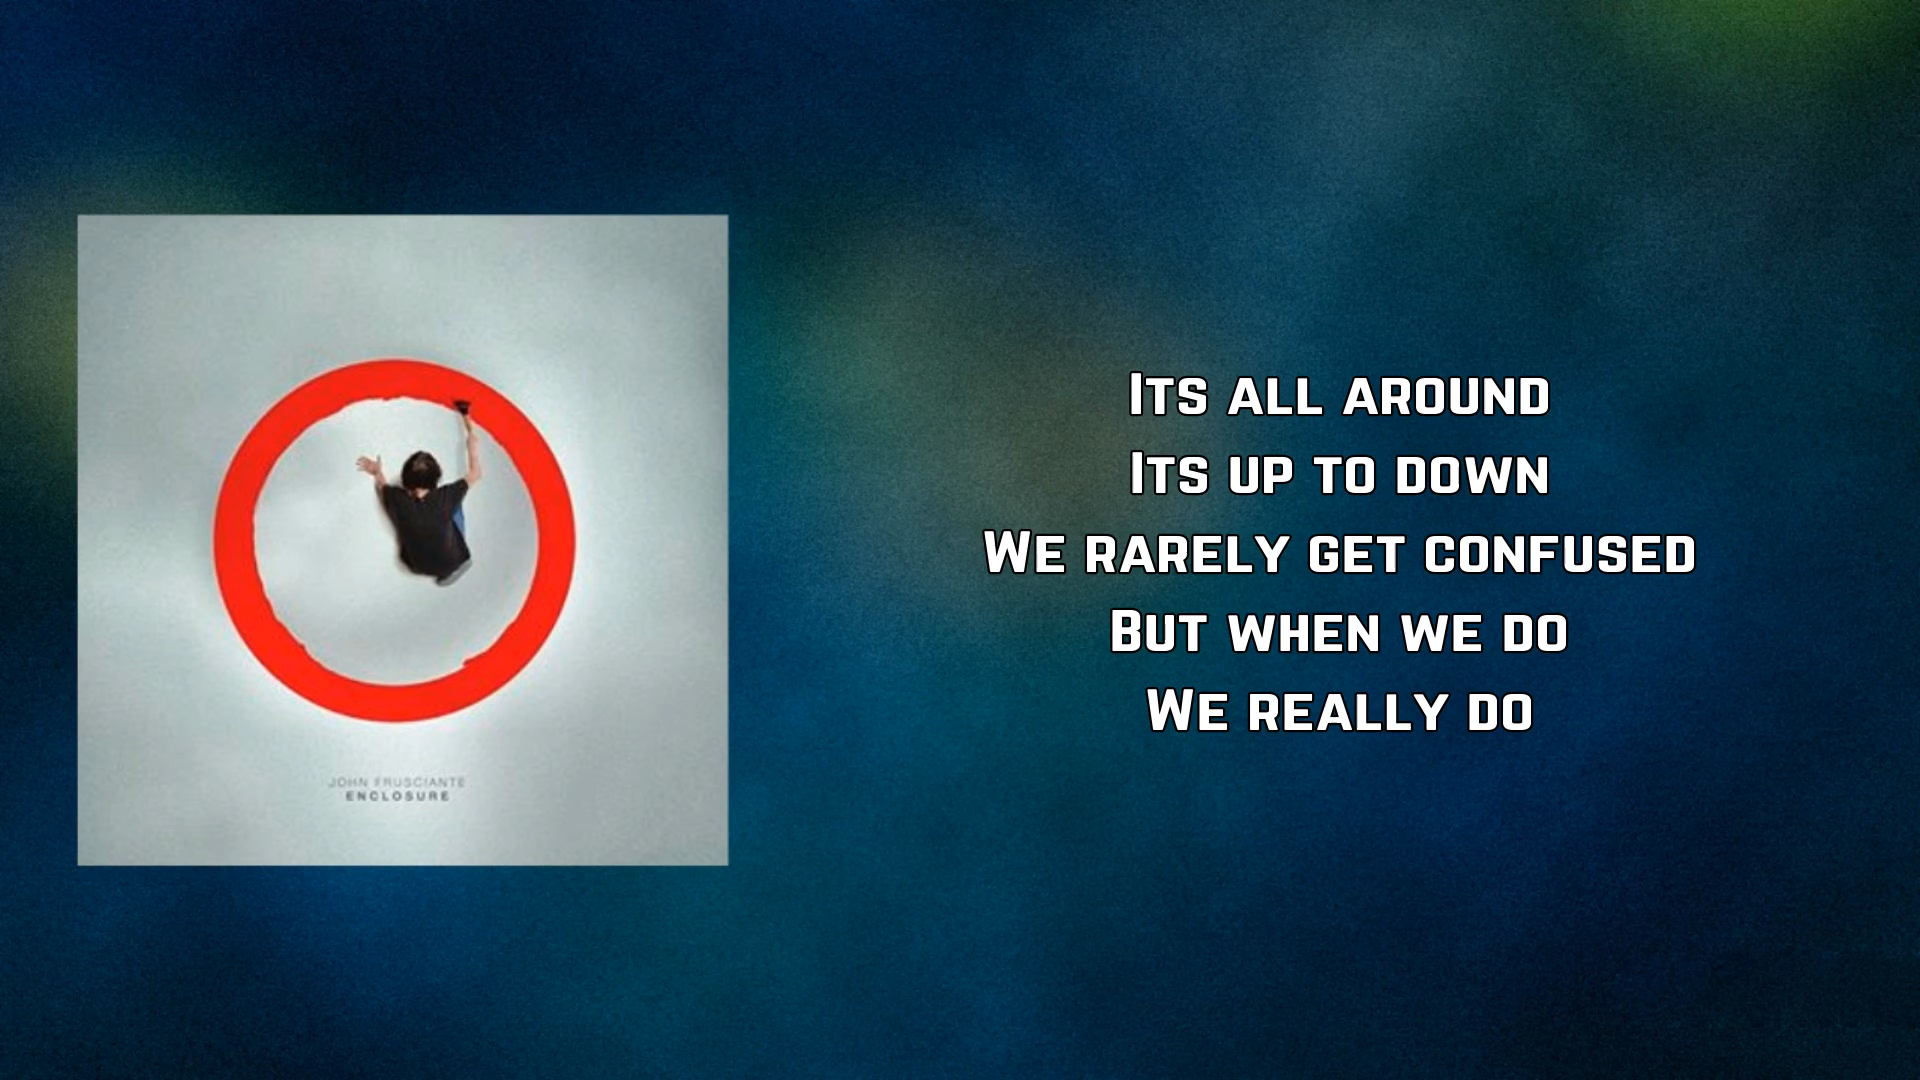 JOHN FRUSCIANTE
ENCLOSURE
Its all around
Its up to down
We rarely get confused
But when we do
We really do